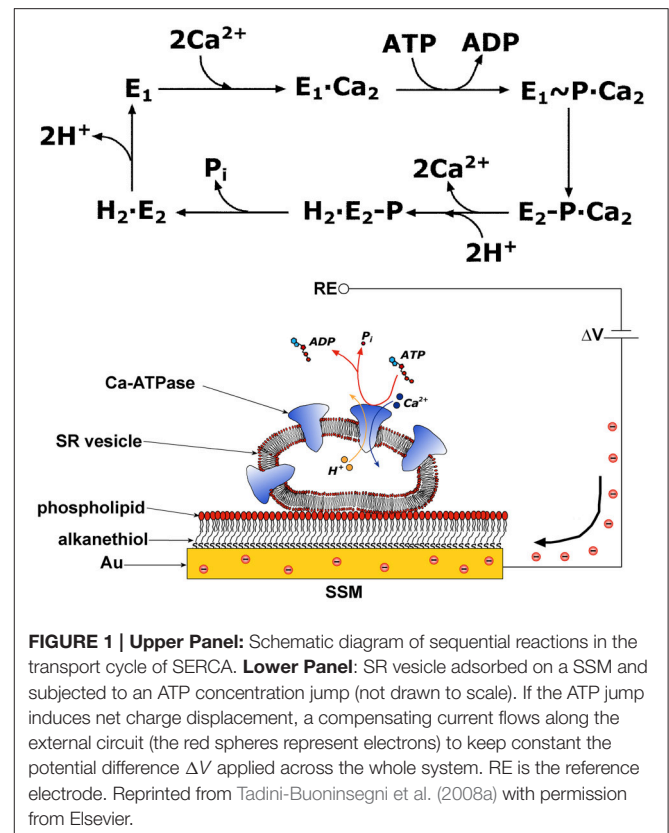 2Ca²⁺ ATP ADP
E₁ E₁·Ca₂ E₁~P·Ca₂
2H⁺ Pᵢ 2Ca²⁺
H₂·E₂ H₂·E₂-P E₂-P·Ca₂
2H⁺
RE
ΔV
ADP Pᵢ ATP
Ca-ATPase
Ca²⁺
SR vesicle
H⁺
phospholipid
alkanethiol
Au
SSM
FIGURE 1 | Upper Panel: Schematic diagram of sequential reactions in the
transport cycle of SERCA. Lower Panel: SR vesicle adsorbed on a SSM and
subjected to an ATP concentration jump (not drawn to scale). If the ATP jump
induces net charge displacement, a compensating current flows along the
external circuit (the red spheres represent electrons) to keep constant the
potential difference ΔV applied across the whole system. RE is the reference
electrode. Reprinted from Tadini-Buoninsegni et al. (2008a) with permission
from Elsevier.